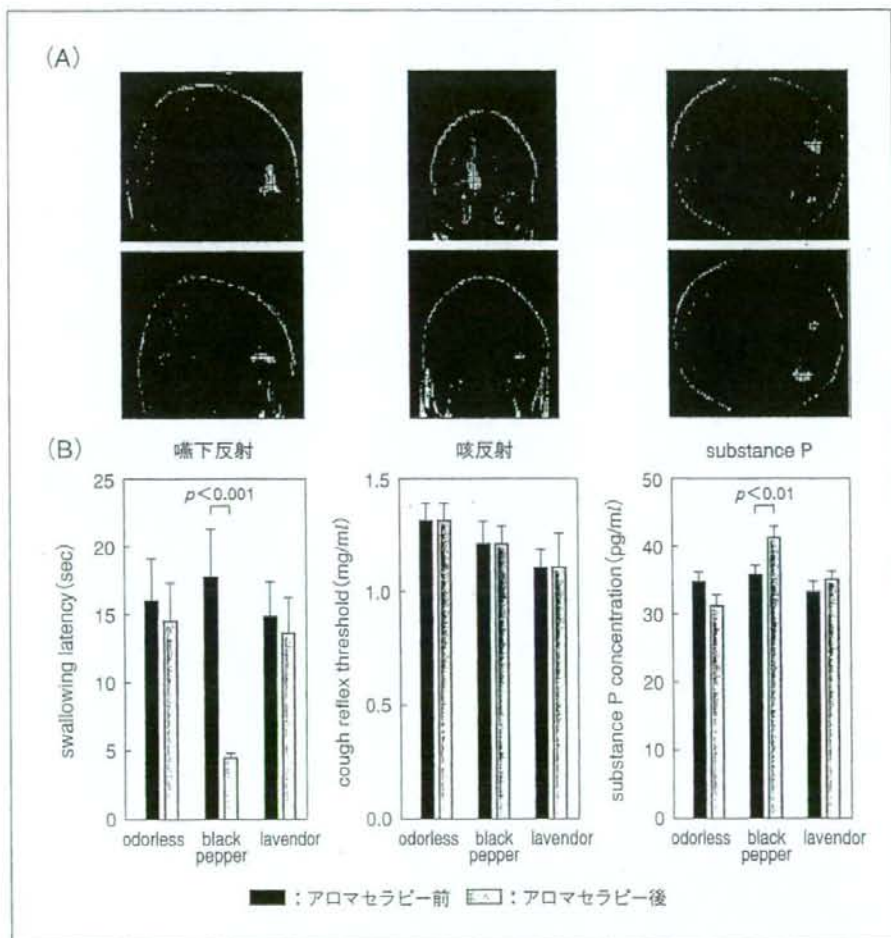 (A)
(B)
嚥下反射
咳反射
substance P
swallowing latency (sec)
25
20
15
10
5
0
p<0.001
odorless
black pepper
lavendor
cough reflex threshold (mg/mℓ)
1.5
1.0
0.5
0.0
odorless
black pepper
lavendor
substance P concentration (pg/mℓ)
50
40
30
20
10
0
p<0.01
odorless
black pepper
lavendor
:アロマセラピー前 :アロマセラピー後